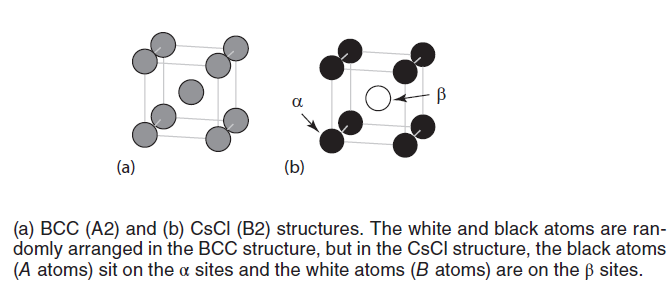 α
β
(a)
(b)
(a) BCC (A2) and (b) CsCl (B2) structures. The white and black atoms are ran-
domly arranged in the BCC structure, but in the CsCl structure, the black atoms
(A atoms) sit on the α sites and the white atoms (B atoms) are on the β sites.